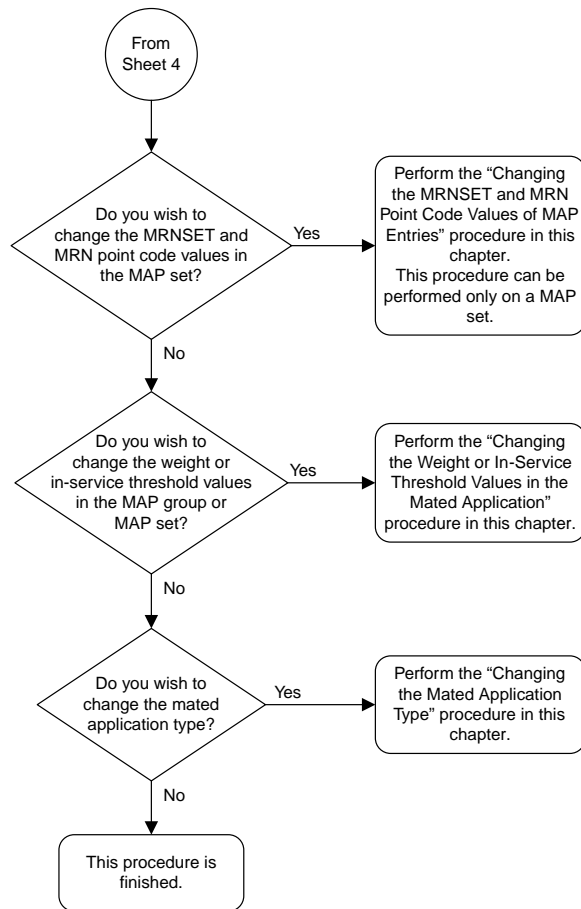 From
Sheet 4
Do you wish to
change the MRNSET and
MRN point code values in
the MAP set?
Yes
Perform the “Changing
the MRNSET and MRN
Point Code Values of MAP
Entries” procedure in this
chapter.
This procedure can be
performed only on a MAP
set.
No
Do you wish to
change the weight or
in-service threshold values
in the MAP group or
MAP set?
Yes
Perform the “Changing
the Weight or In-Service
Threshold Values in the
Mated Application”
procedure in this chapter.
No
Do you wish to
change the mated
application type?
Yes
Perform the “Changing
the Mated Application
Type” procedure in this
chapter.
No
This procedure is
finished.